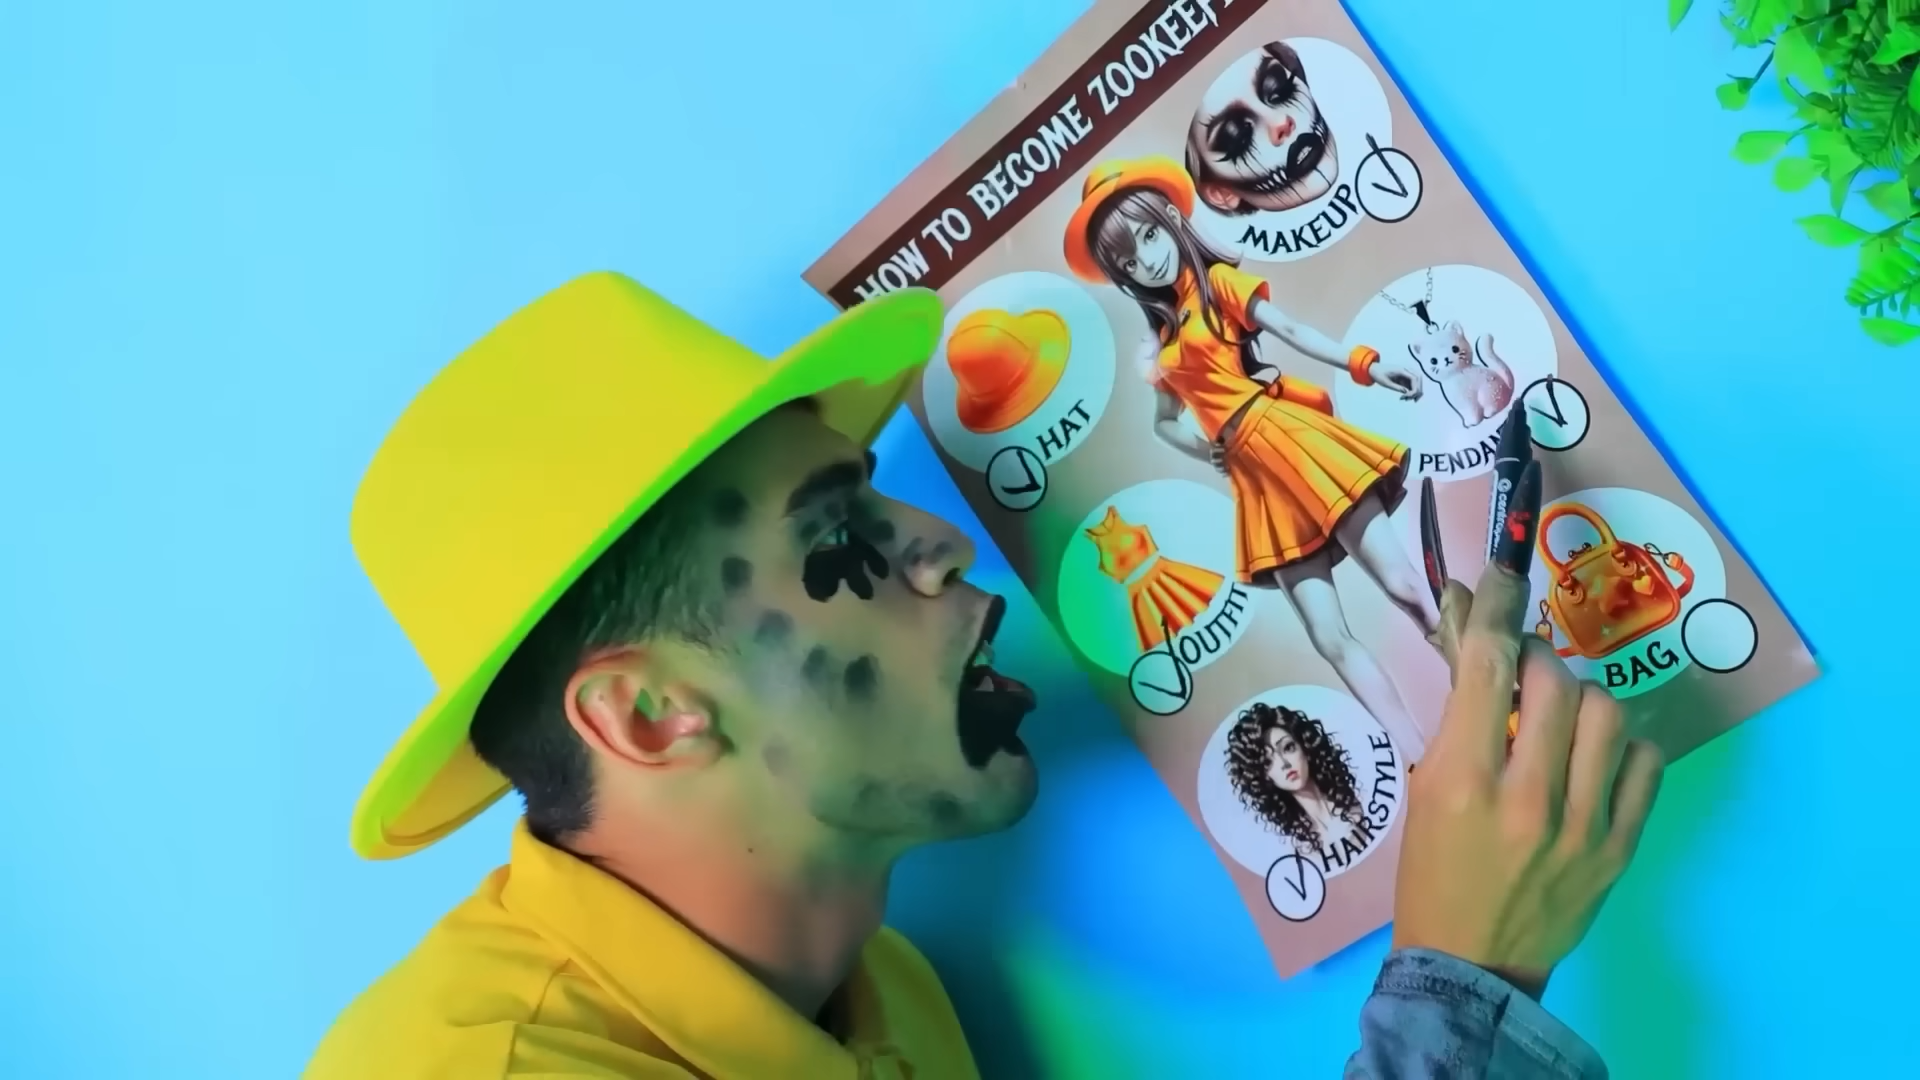 HOW TO BECOME ZOOKEEP
MAKEUP
HAT
PENDAN
OUTFIT
BAG
HAIRSTYLE